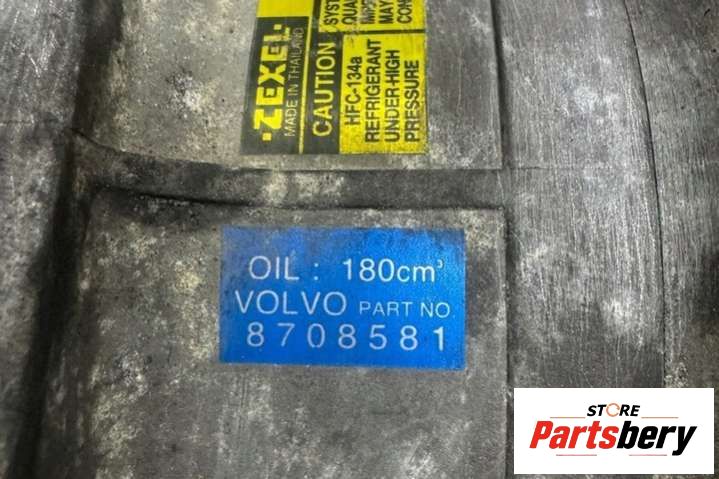 ZEXEL
MADE IN THAILAND
CAUTION
HFC-134a
REFRIGERANT
UNDER HIGH
PRESSURE
OIL : 180cm³
VOLVO PART NO
8708581
STORE
Partsbery